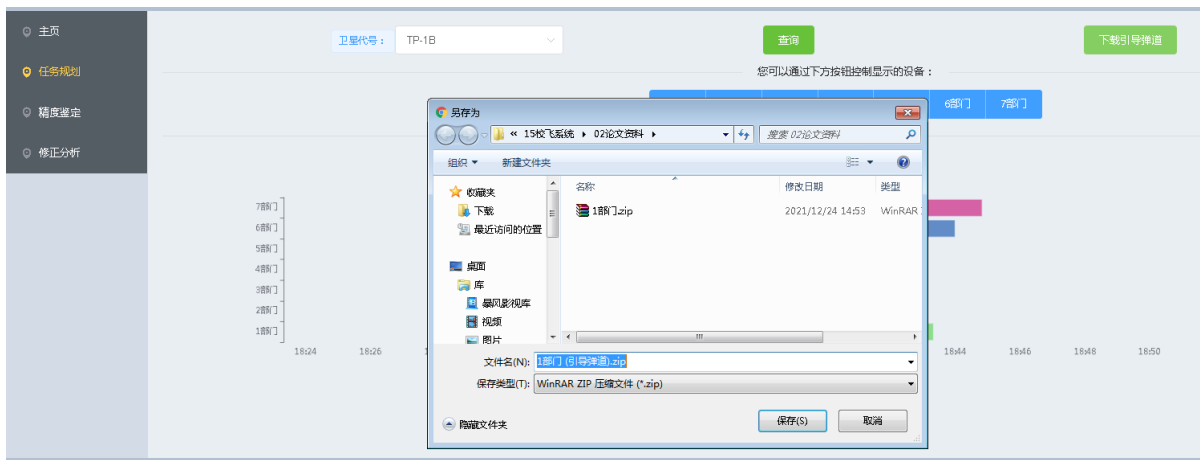 主页
任务规划
精度鉴定
修正分析
卫星代号： TP-1B 查询 下载引导弹道
您可以通过下方按钮控制显示的设备：
6部门 7部门
另存为
« 15校飞系统 ▸ 02论文资料 ▸ 搜索 02论文资料
组织 ▼ 新建文件夹
收藏夹
下载
最近访问的位置
桌面
库
暴风影视库
视频
图片
名称 修改日期 类型
1部门.zip 2021/12/24 14:53 WinRAR
文件名(N): 1部门 (引导弹道).zip
保存类型(T): WinRAR ZIP 压缩文件 (*.zip)
隐藏文件夹 保存(S) 取消
7部门
6部门
5部门
4部门
3部门
2部门
1部门
18:24 18:26 18:44 18:46 18:48 18:50